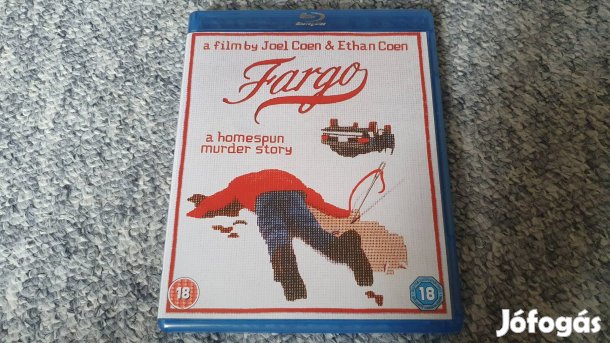 a film by Joel Coen & Ethan Coen
Fargo
a homespun
murder story
18
18
Jófogás